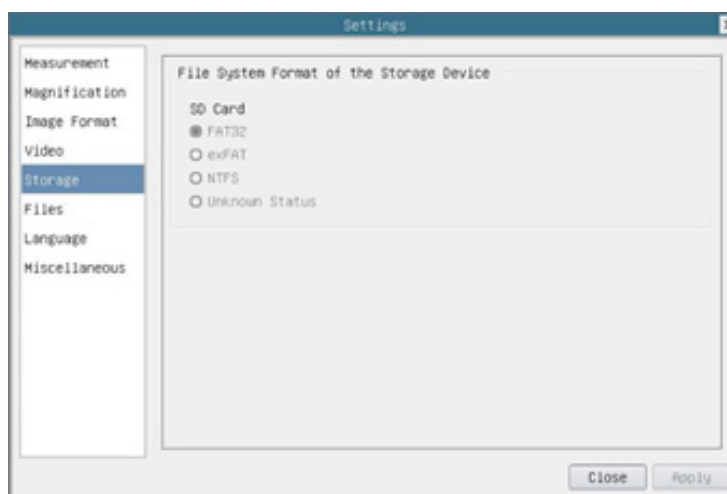 Settings
Measurement
Magnification
Image Format
Video
Storage
Files
Language
Miscellaneous
File System Format of the Storage Device
SD Card
FAT32
exFAT
NTFS
Unknown Status
Close
Apply